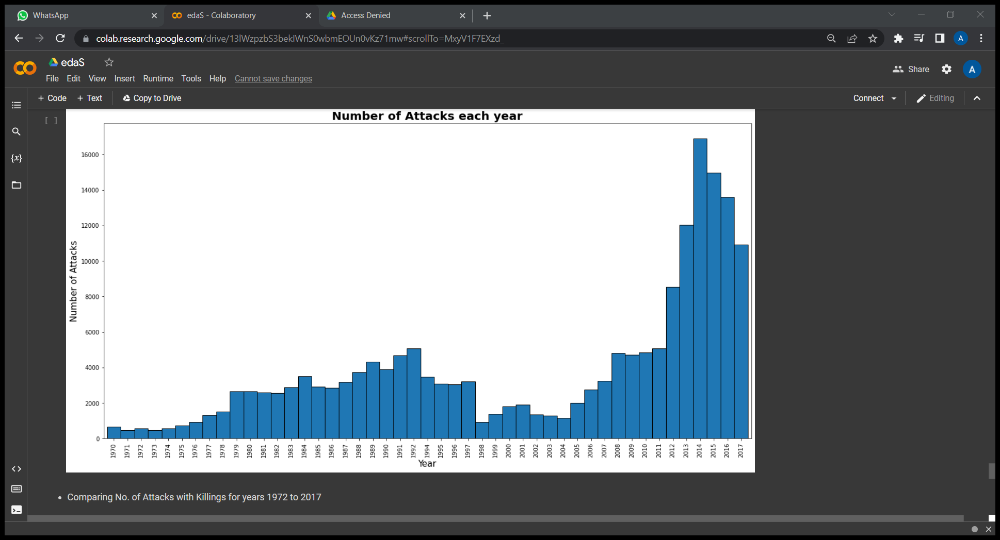 WhatsApp
edaS - Colaboratory
Access Denied
colab.research.google.com/drive/13lWzpzbS3bekIWnS0wbmEOUn0vKz71mw#scrollTo=MxyV1F7EXzd_
A
edaS
File Edit View Insert Runtime Tools Help Cannot save changes
Share
A
+ Code + Text Copy to Drive
Connect
Editing
[ ]
{x}
Number of Attacks each year
Number of Attacks
16000
14000
12000
10000
8000
6000
4000
2000
0
1970 1971 1972 1973 1974 1975 1976 1977 1978 1979 1980 1981 1982 1983 1984 1985 1986 1987 1988 1989 1990 1991 1992 1994 1995 1996 1997 1998 1999 2000 2001 2002 2003 2004 2005 2006 2007 2008 2009 2010 2011 2012 2013 2014 2015 2016 2017
Year
• Comparing No. of Attacks with Killings for years 1972 to 2017